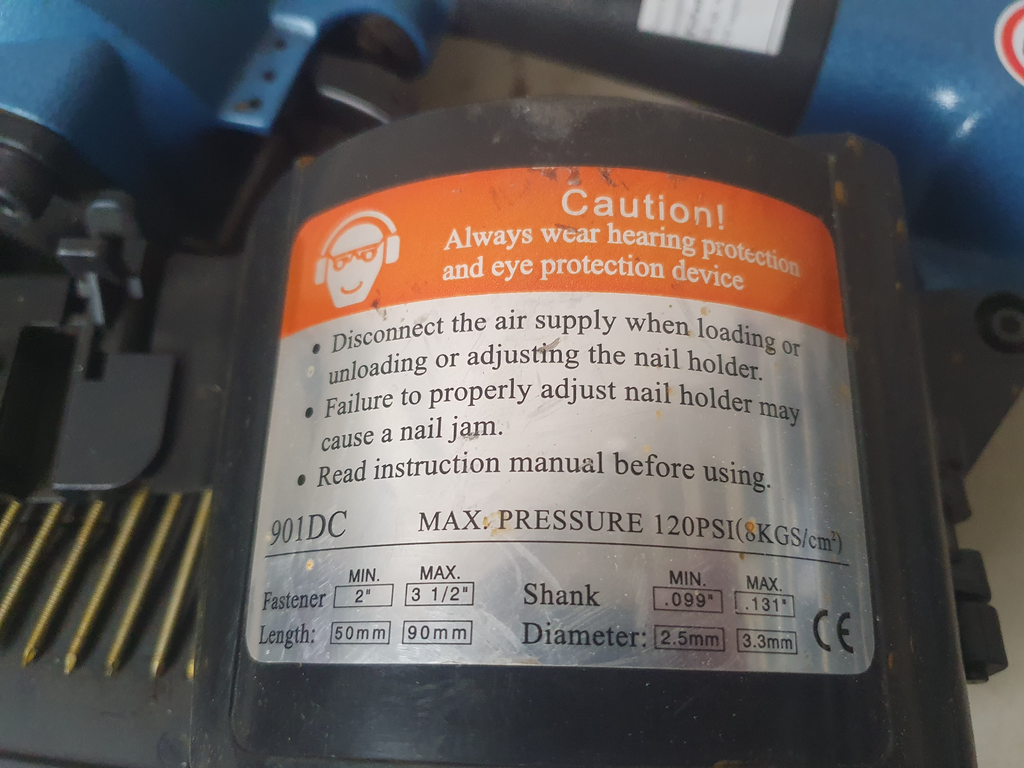 Caution!
Always wear hearing protection
and eye protection device
• Disconnect the air supply when loading or
unloading or adjusting the nail holder.
• Failure to properly adjust nail holder may
cause a nail jam.
• Read instruction manual before using.
901DC MAX. PRESSURE 120PSI(8KGS/cm²)
MIN. MAX. MIN. MAX.
Fastener 2" 3 1/2" Shank .099" .131"
Length: 50mm 90mm Diameter: 2.5mm 3.3mm CE